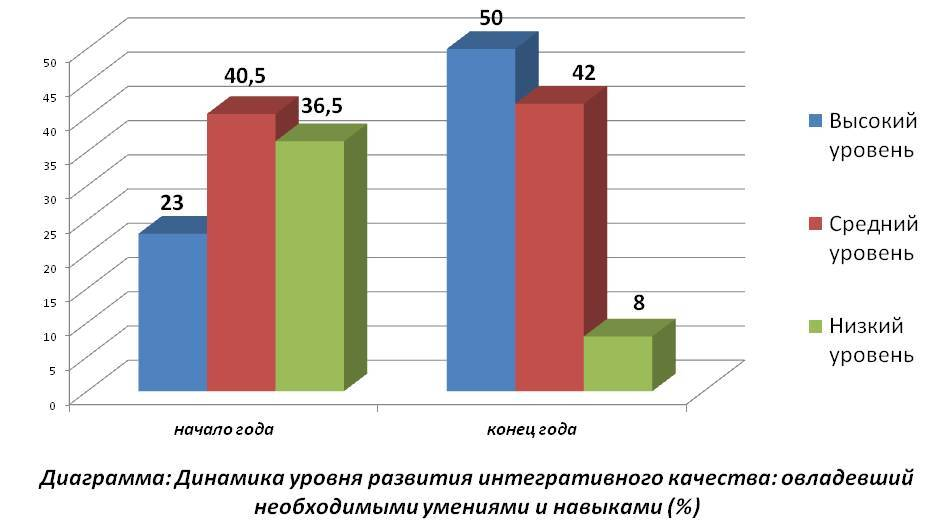 50
40,5
42
36,5
23
8
50
45
40
35
30
25
20
15
10
5
0
начало года
конец года
Высокий
уровень
Средний
уровень
Низкий
уровень
Диаграмма: Динамика уровня развития интегративного качества: овладевший
необходимыми умениями и навыками (%)